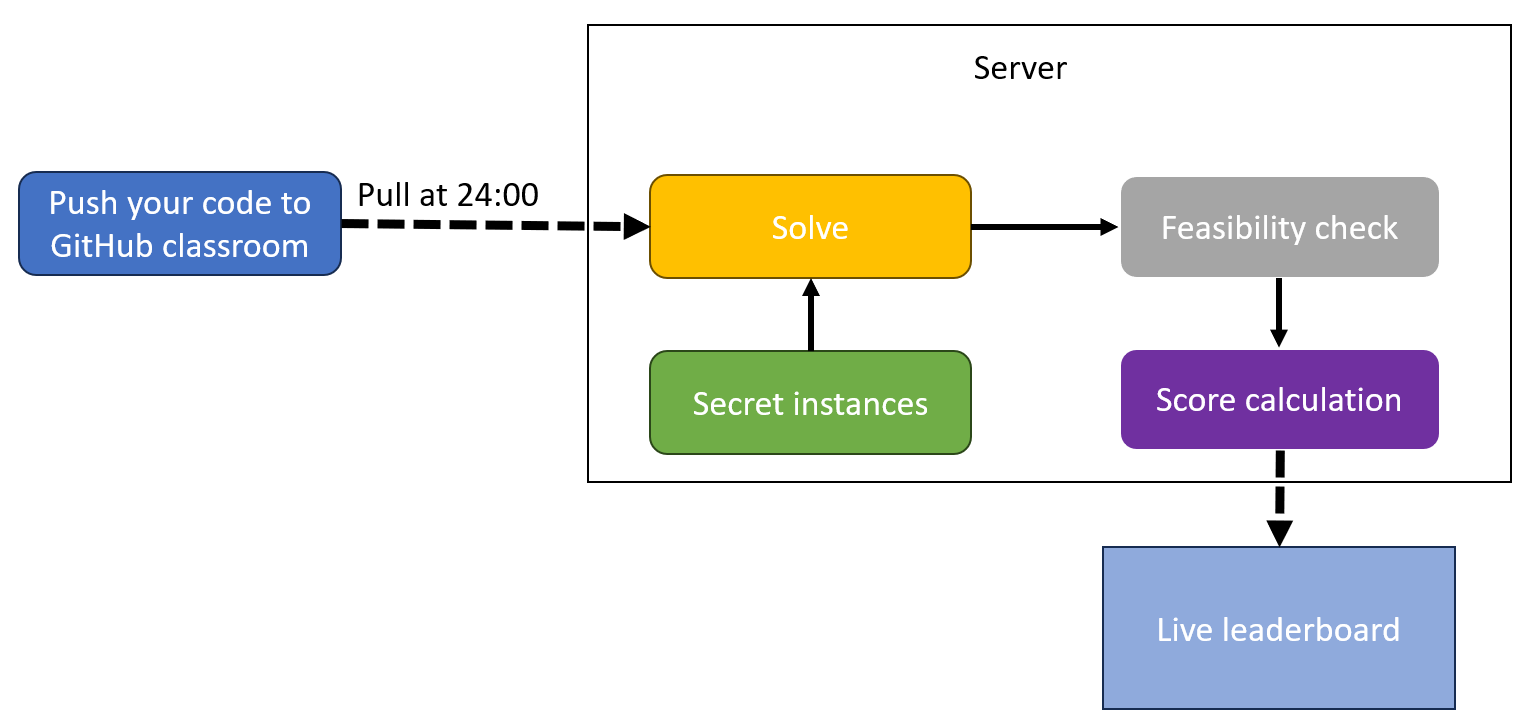 Server
Push your code to
GitHub classroom
Pull at 24:00
Solve
Feasibility check
Secret instances
Score calculation
Live leaderboard